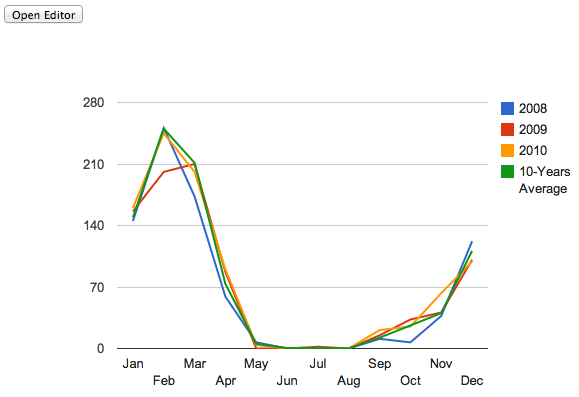 Open Editor
280
210
140
70
0
Jan
Feb
Mar
Apr
May
Jun
Jul
Aug
Sep
Oct
Nov
Dec
2008
2009
2010
10-Years
Average